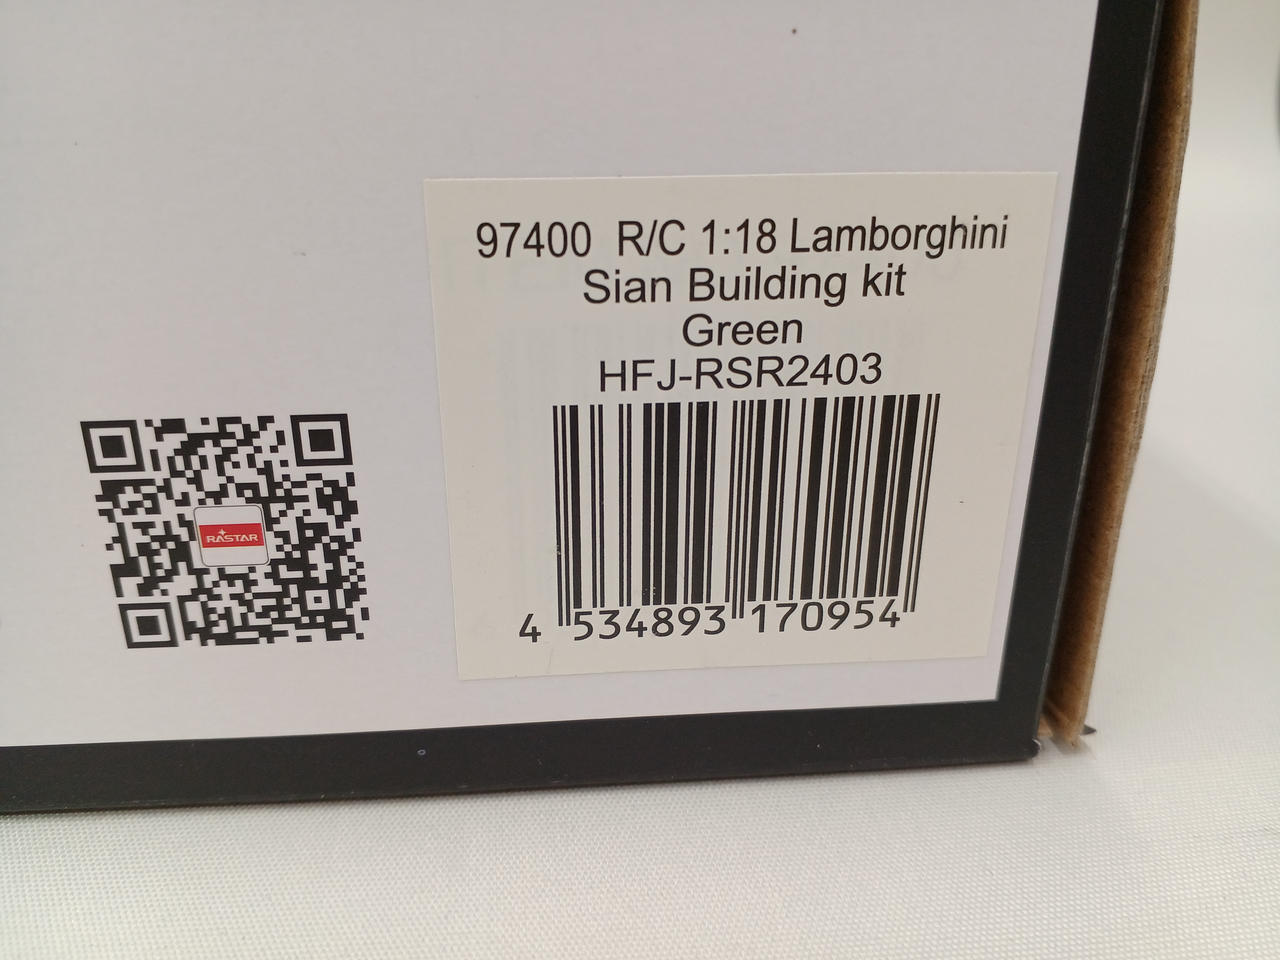 97400 R/C 1:18 Lamborghini
Sian Building kit
Green
HFJ-RSR2403
4 534893 170954
RASTAR